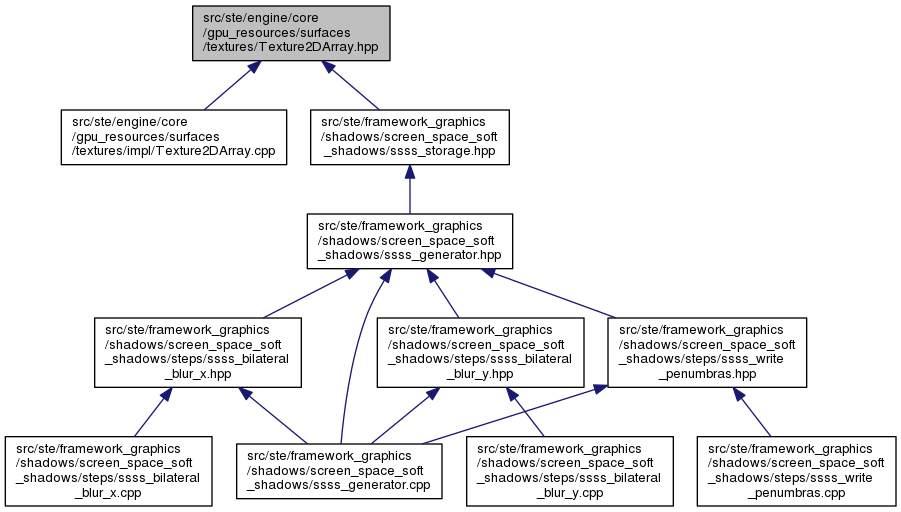 src/ste/engine/core
/gpu_resources/surfaces
/textures/Texture2DArray.hpp
src/ste/engine/core
/gpu_resources/surfaces
/textures/impl/Texture2DArray.cpp
src/ste/framework_graphics
/shadows/screen_space_soft
_shadows/ssss_storage.hpp
src/ste/framework_graphics
/shadows/screen_space_soft
_shadows/ssss_generator.hpp
src/ste/framework_graphics
/shadows/screen_space_soft
_shadows/steps/ssss_bilateral
_blur_x.hpp
src/ste/framework_graphics
/shadows/screen_space_soft
_shadows/steps/ssss_bilateral
_blur_y.hpp
src/ste/framework_graphics
/shadows/screen_space_soft
_shadows/steps/ssss_write
_penumbras.hpp
src/ste/framework_graphics
/shadows/screen_space_soft
_shadows/steps/ssss_bilateral
_blur_x.cpp
src/ste/framework_graphics
/shadows/screen_space_soft
_shadows/ssss_generator.cpp
src/ste/framework_graphics
/shadows/screen_space_soft
_shadows/steps/ssss_bilateral
_blur_y.cpp
src/ste/framework_graphics
/shadows/screen_space_soft
_shadows/steps/ssss_write
_penumbras.cpp